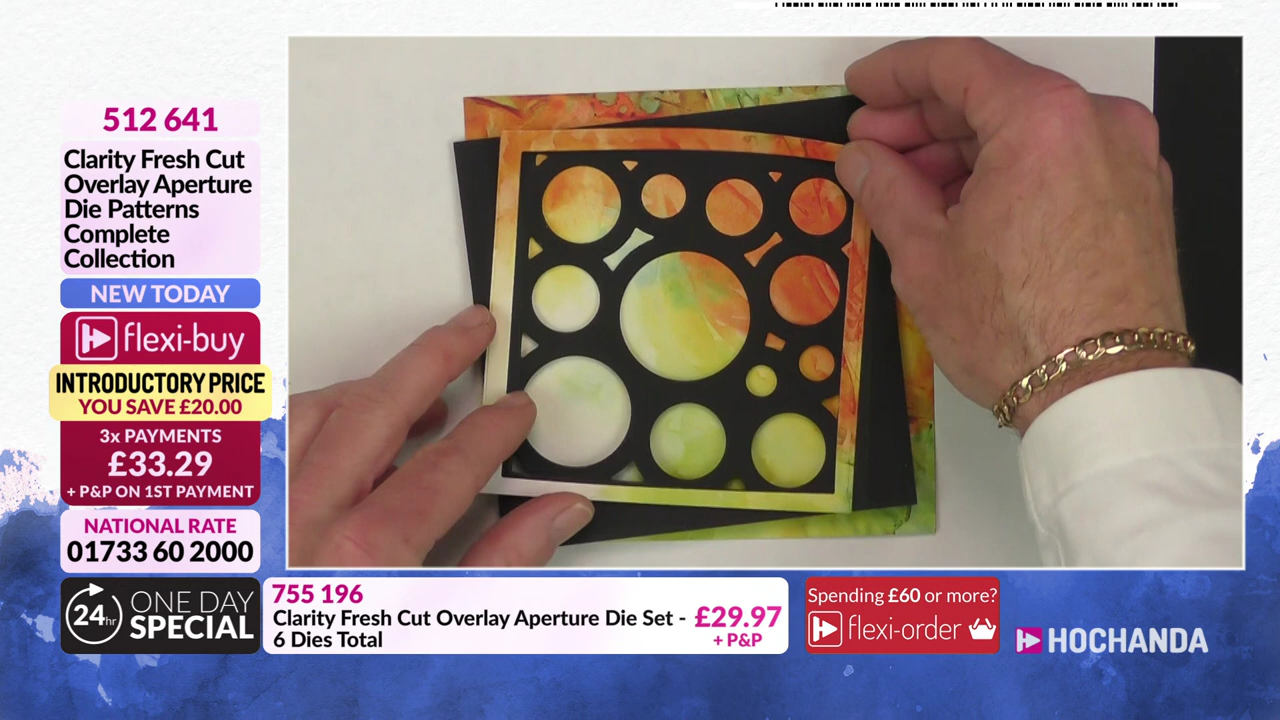 512 641
Clarity Fresh Cut
Overlay Aperture
Die Patterns
Complete
Collection
NEW TODAY
flexi-buy
INTRODUCTORY PRICE
YOU SAVE £20.00
3x PAYMENTS
£33.29
+ P&P ON 1ST PAYMENT
NATIONAL RATE
01733 60 2000
24hr ONE DAY
SPECIAL
755 196
Clarity Fresh Cut Overlay Aperture Die Set -
6 Dies Total
£29.97
+ P&P
Spending £60 or more?
flexi-order
HOCHANDA